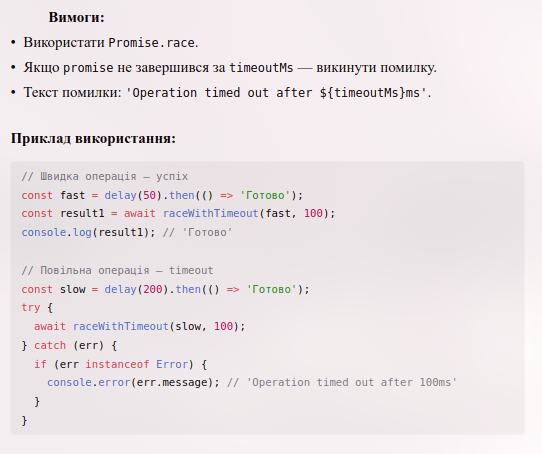 Вимоги:
• Використати Promise.race.
• Якщо promise не завершився за timeoutMs — викинути помилку.
• Текст помилки: 'Operation timed out after ${timeoutMs}ms'.
Приклад використання:
// Швидка операція — успіх
const fast = delay(50).then(() => 'Готово');
const result1 = await raceWithTimeout(fast, 100);
console.log(result1); // 'Готово'
// Повільна операція — timeout
const slow = delay(200).then(() => 'Готово');
try {
  await raceWithTimeout(slow, 100);
} catch (err) {
  if (err instanceof Error) {
    console.error(err.message); // 'Operation timed out after 100ms'
  }
}